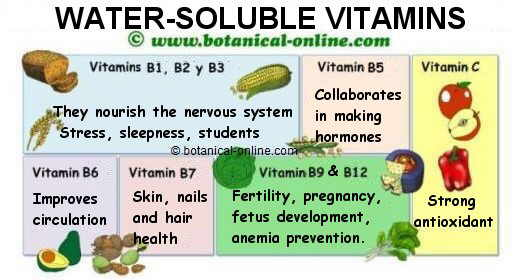 WATER-SOLUBLE VITAMINS
© www.botanical-online.com
Vitamins B1, B2 y B3
They nourish the nervous system
Stress, sleepness, students
Vitamin B5
Collaborates
in making
hormones
Vitamin C
Strong
antioxidant
© botanical-online.com
Vitamin B6
Improves
circulation
Vitamin B7
Skin, nails
and hair
health
Vitamin B9 & B12
Fertility, pregnancy,
fetus development,
anemia prevention.